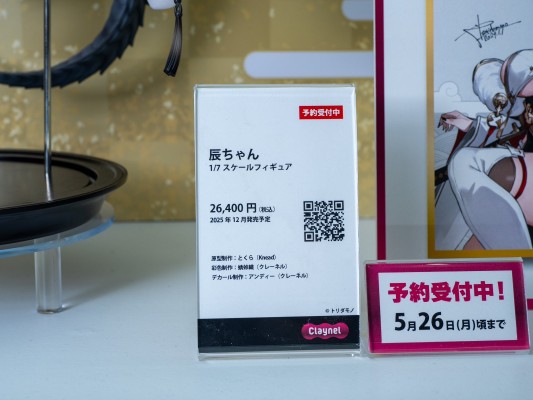 予約受付中
辰ちゃん
1/7 スケールフィギュア
26,400 円 (税込)
2025 年 12 月発売予定
原型制作：とくら（Knead）
彩色制作：蟒蛇織（クレーネル）
デカール制作：アンディー（クレーネル）
© トリダモノ
Claynel
予約受付中！
5月26日(月)頃まで